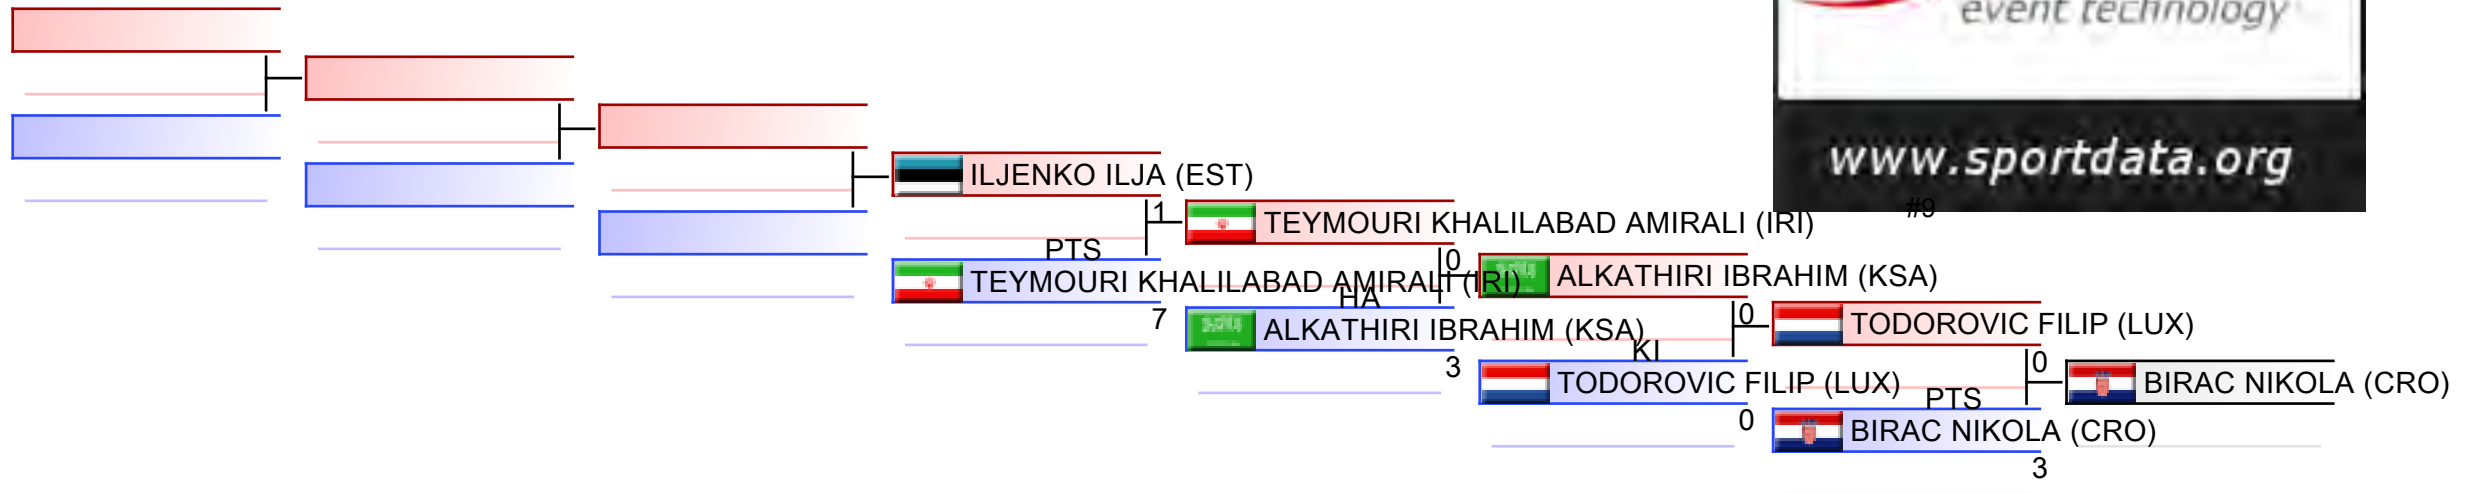 event technology
www.sportdata.org
#9
ILJENKO ILJA (EST)
1
PTS
TEYMOURI KHALILABAD AMIRALI (IRI)
7
TEYMOURI KHALILABAD AMIRALI (IRI)
0
HA
ALKATHIRI IBRAHIM (KSA)
3
ALKATHIRI IBRAHIM (KSA)
0
KI
TODOROVIC FILIP (LUX)
0
TODOROVIC FILIP (LUX)
0
PTS
BIRAC NIKOLA (CRO)
3
BIRAC NIKOLA (CRO)